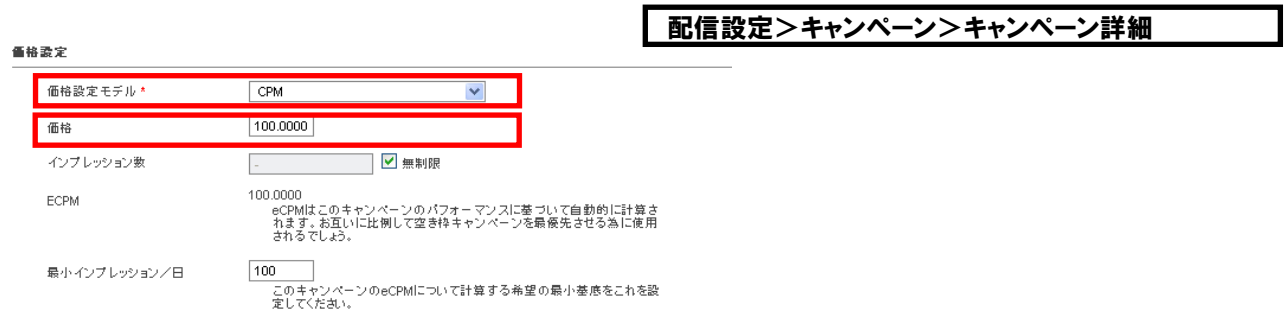 配信設定＞キャンペーン＞キャンペーン詳細
価格設定
価格設定モデル * CPM
価格 100.0000
インプレッション数 - 無制限
ECPM 100.0000
eCPMはこのキャンペーンのパフォーマンスに基づいて自動的に計算さ
れます。お互いに比例して空き枠キャンペーンを最優先させる為に使用
されるでしょう。
最小インプレッション／日 100
このキャンペーンのeCPMについて計算する希望の最小基底をこれを設
定してください。